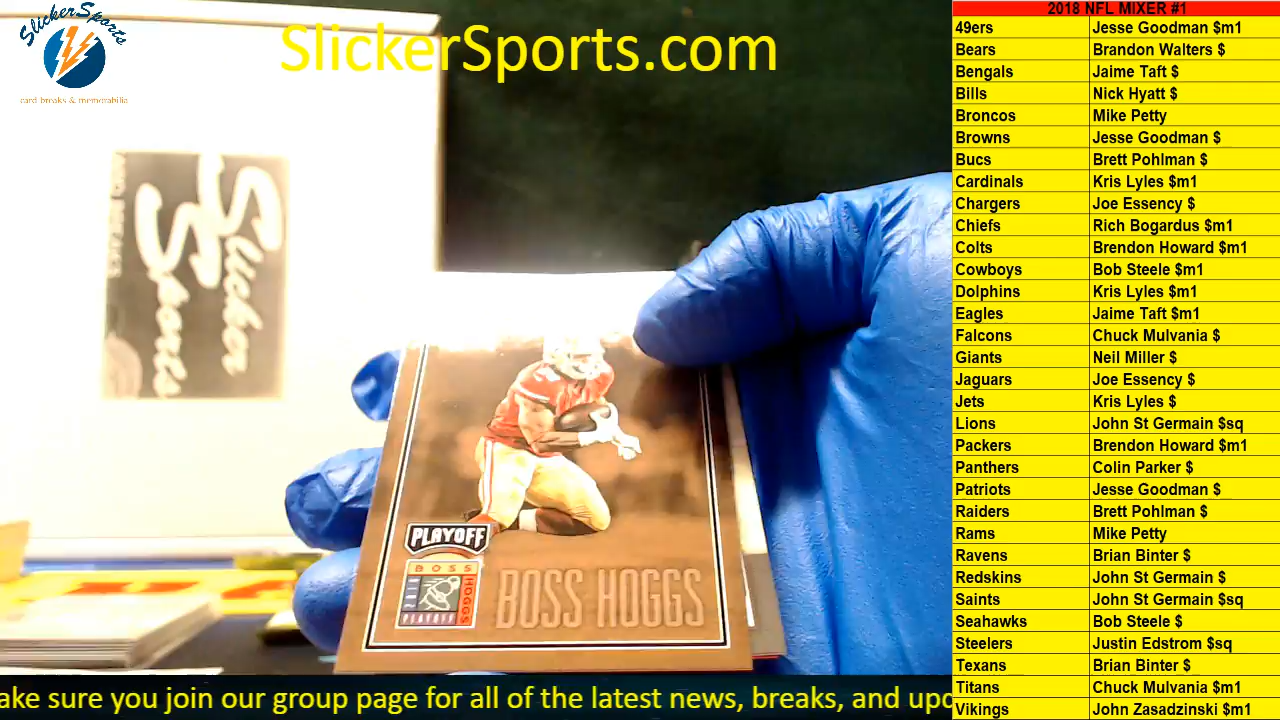 SlickerSports
card breaks & memorabilia
SlickerSports.com
Slicker
Sports
PLAYOFF
BOSS
HOGGS
PLAYOFF
BOSS HOGGS
ake sure you join our group page for all of the latest news, breaks, and upd
2018 NFL MIXER #1
49ers Jesse Goodman $m1
Bears Brandon Walters $
Bengals Jaime Taft $
Bills Nick Hyatt $
Broncos Mike Petty
Browns Jesse Goodman $
Bucs Brett Pohlman $
Cardinals Kris Lyles $m1
Chargers Joe Essency $
Chiefs Rich Bogardus $m1
Colts Brendon Howard $m1
Cowboys Bob Steele $m1
Dolphins Kris Lyles $m1
Eagles Jaime Taft $m1
Falcons Chuck Mulvania $
Giants Neil Miller $
Jaguars Joe Essency $
Jets Kris Lyles $
Lions John St Germain $sq
Packers Brendon Howard $m1
Panthers Colin Parker $
Patriots Jesse Goodman $
Raiders Brett Pohlman $
Rams Mike Petty
Ravens Brian Binter $
Redskins John St Germain $
Saints John St Germain $sq
Seahawks Bob Steele $
Steelers Justin Edstrom $sq
Texans Brian Binter $
Titans Chuck Mulvania $m1
Vikings John Zasadzinski $m1